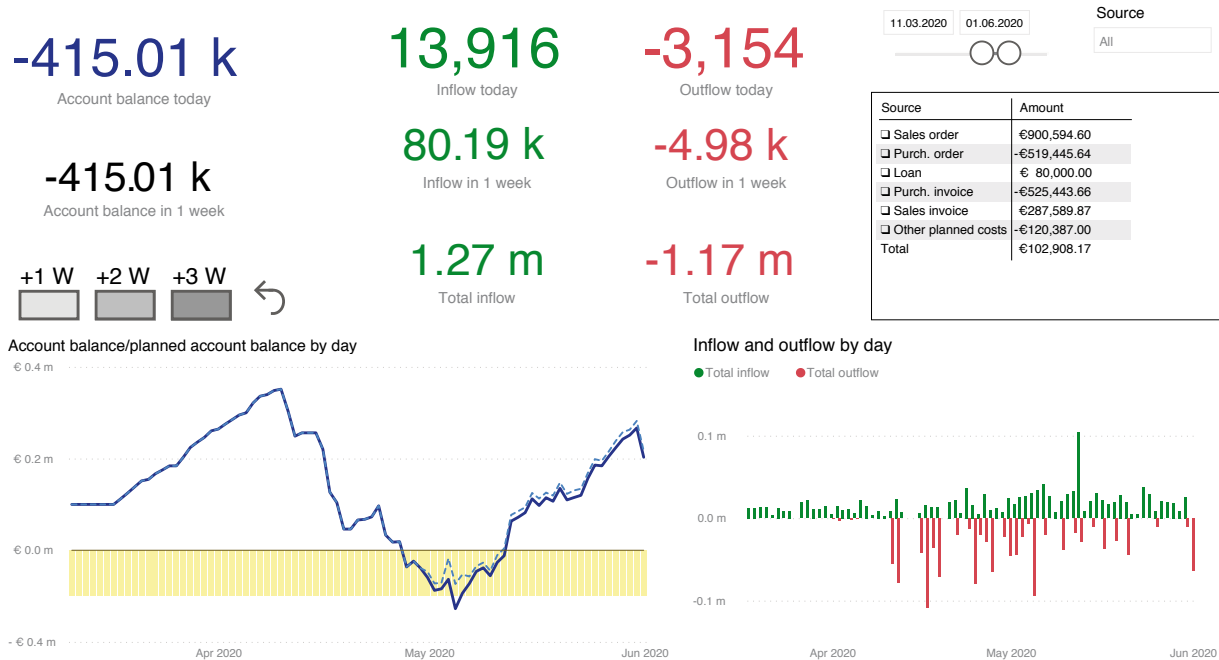 -415.01 k
Account balance today
-415.01 k
Account balance in 1 week
+1 W +2 W +3 W
13,916
Inflow today
80.19 k
Inflow in 1 week
1.27 m
Total inflow
-3,154
Outflow today
-4.98 k
Outflow in 1 week
-1.17 m
Total outflow
11.03.2020 01.06.2020
Source
All
Source Amount
Sales order €900,594.60
Purch. order -€519,445.64
Loan € 80,000.00
Purch. invoice -€525,443.66
Sales invoice €287,589.87
Other planned costs -€120,387.00
Total €102,908.17
Account balance/planned account balance by day
€ 0.4 m
€ 0.2 m
€ 0.0 m
- € 0.4 m
Apr 2020 May 2020 Jun 2020
Inflow and outflow by day
Total inflow Total outflow
0.1 m
0.0 m
-0.1 m
Apr 2020 May 2020 Jun 2020